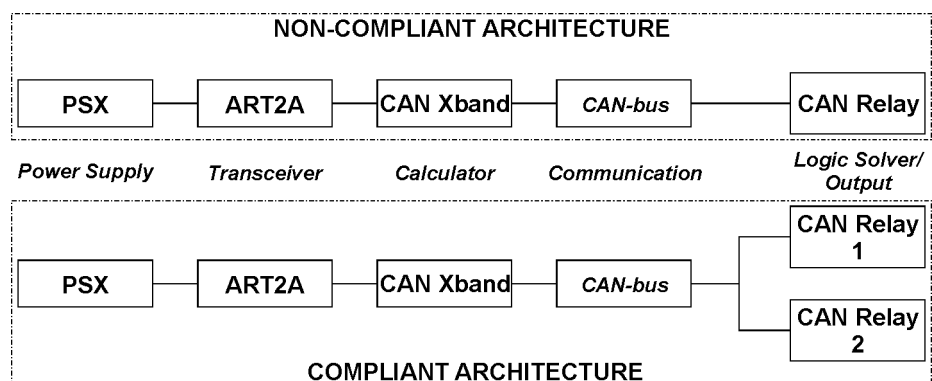 NON-COMPLIANT ARCHITECTURE
PSX
ART2A
CAN Xband
CAN-bus
CAN Relay
Power Supply
Transceiver
Calculator
Communication
Logic Solver/
Output
PSX
ART2A
CAN Xband
CAN-bus
CAN Relay
1
CAN Relay
2
COMPLIANT ARCHITECTURE